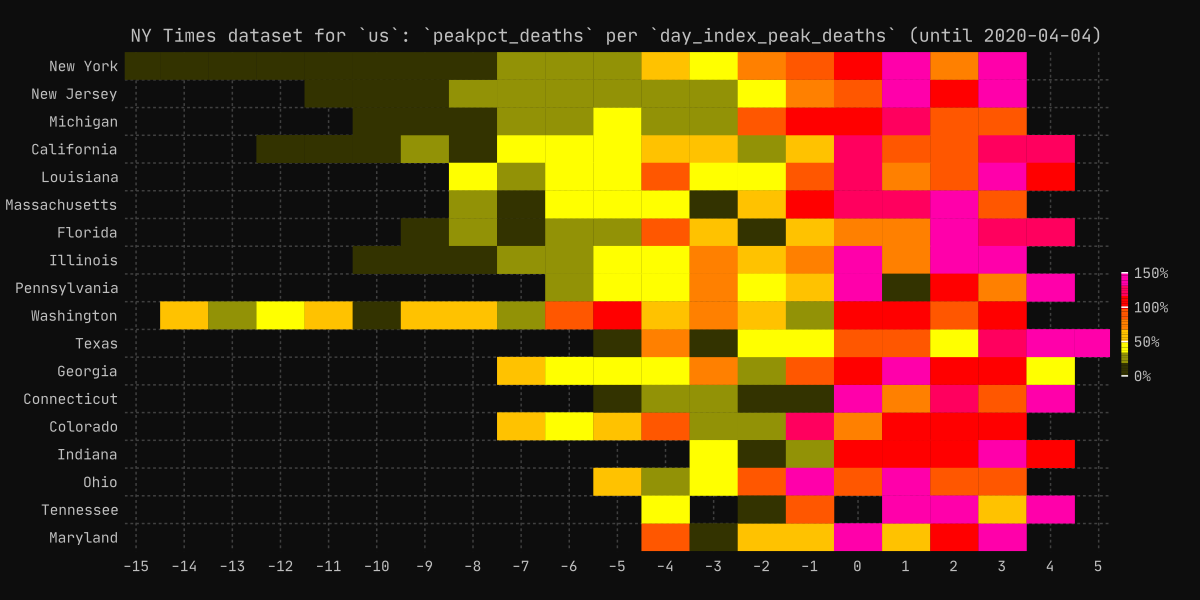 NY Times dataset for `us`: `peakpct_deaths` per `day_index_peak_deaths` (until 2020-04-04)
New York
New Jersey
Michigan
California
Louisiana
Massachusetts
Florida
Illinois
Pennsylvania
Washington
Texas
Georgia
Connecticut
Colorado
Indiana
Ohio
Tennessee
Maryland
150%
100%
50%
0%
-15 -14 -13 -12 -11 -10 -9 -8 -7 -6 -5 -4 -3 -2 -1 0 1 2 3 4 5